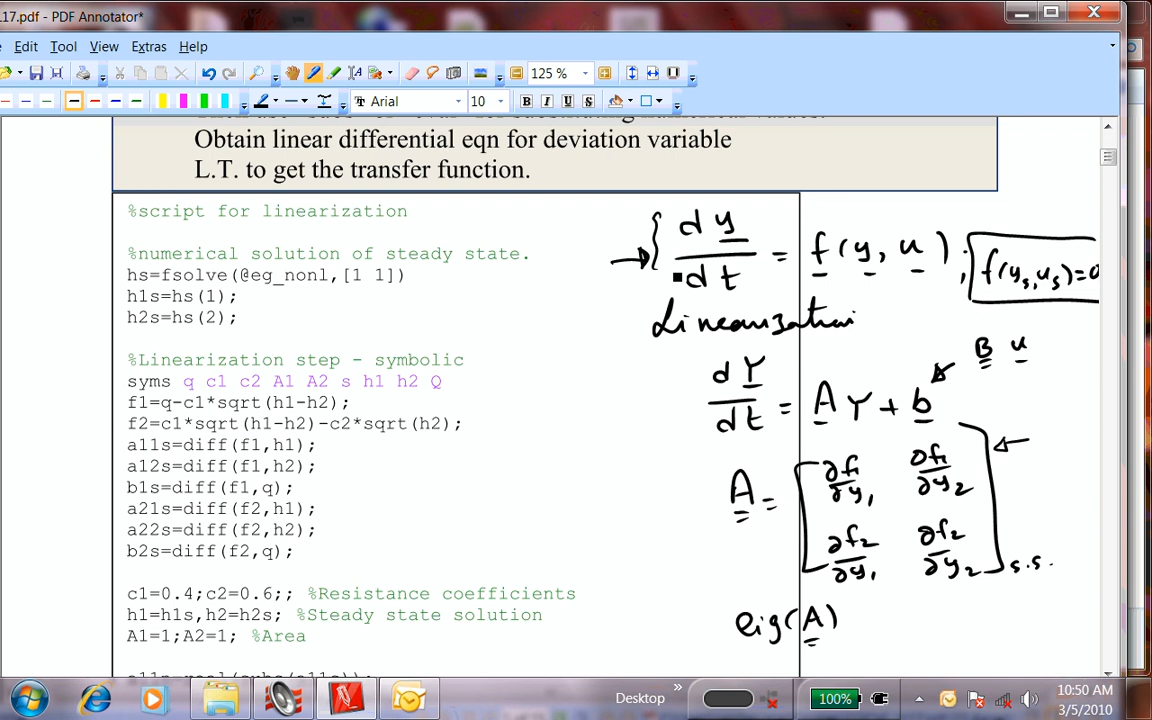 117.pdf - PDF Annotator*
Edit Tool View Extras Help
125 %
Arial 10 B I U S
Obtain linear differential eqn for deviation variable
L.T. to get the transfer function.
%script for linearization
%numerical solution of steady state.
hs=fsolve(@eg_nonl,[1 1])
h1s=hs(1);
h2s=hs(2);
%Linearization step - symbolic
syms q c1 c2 A1 A2 s h1 h2 Q
f1=q-c1*sqrt(h1-h2);
f2=c1*sqrt(h1-h2)-c2*sqrt(h2);
a11s=diff(f1,h1);
a12s=diff(f1,h2);
b1s=diff(f1,q);
a21s=diff(f2,h1);
a22s=diff(f2,h2);
b2s=diff(f2,q);
c1=0.4;c2=0.6;; %Resistance coefficients
h1=h1s,h2=h2s; %Steady state solution
A1=1;A2=1; %Area
dy/dt = f(y, u) ; f(ys,us)=0
Linearization
B u
dY/dt = A Y + b
A = [ ∂f1/∂y1 ∂f1/∂y2
∂f2/∂y1 ∂f2/∂y2 ] s.s.
eig(A)
Desktop » 100% 10:50 AM
3/5/2010